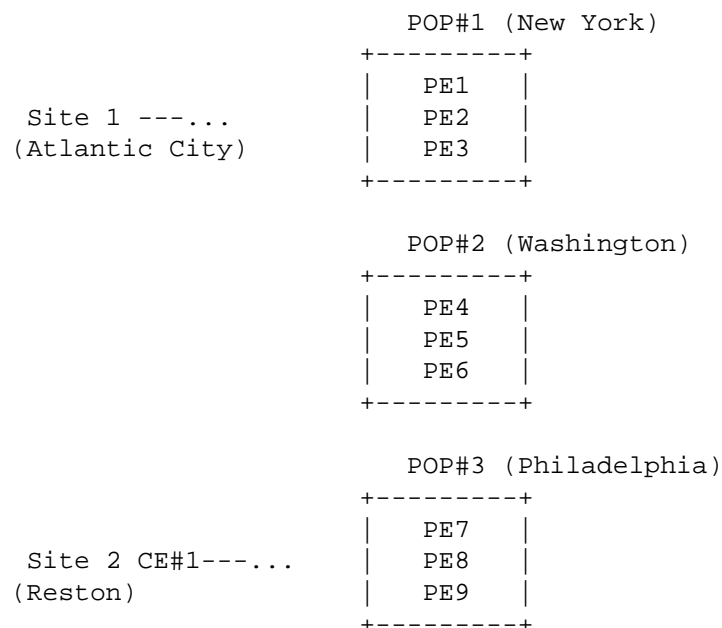 POP#1 (New York)
+---------+
| PE1 |
Site 1 ---... | PE2 |
(Atlantic City) | PE3 |
+---------+
POP#2 (Washington)
+---------+
| PE4 |
| PE5 |
| PE6 |
+---------+
POP#3 (Philadelphia)
+---------+
| PE7 |
Site 2 CE#1---... | PE8 |
(Reston) | PE9 |
+---------+